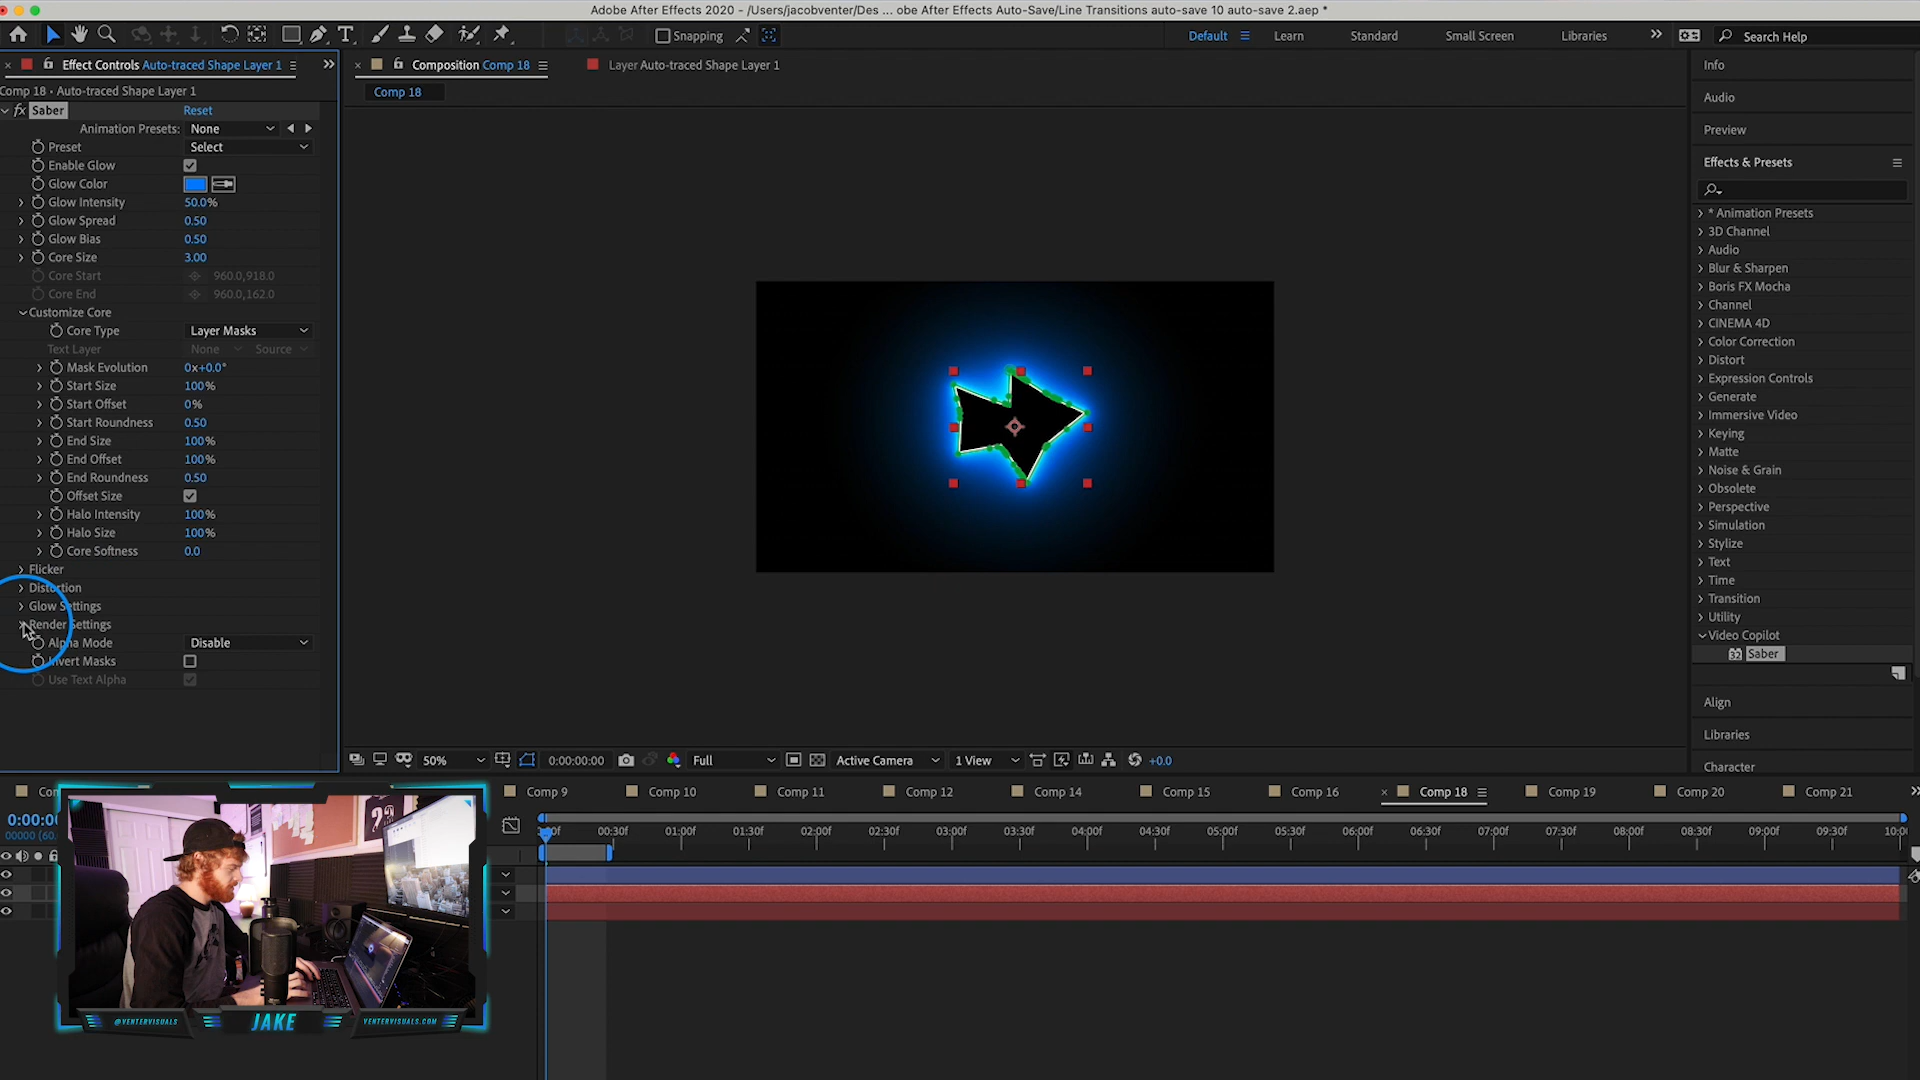 Adobe After Effects 2020 - /Users/jacobventer/Des ... obe After Effects Auto-Save/Line Transitions auto-save 10 auto-save 2.aep *
Snapping
Default
Learn
Standard
Small Screen
Libraries
Search Help
Effect Controls Auto-traced Shape Layer 1
Composition Comp 18
Layer Auto-traced Shape Layer 1
Comp 18 • Auto-traced Shape Layer 1
Comp 18
fx Saber Reset
Animation Presets: None
Preset Select
Enable Glow
Glow Color
Glow Intensity 50.0%
Glow Spread 0.50
Glow Bias 0.50
Core Size 3.00
Core Start 960.0,918.0
Core End 960.0,162.0
Customize Core
Core Type Layer Masks
Text Layer None Source
Mask Evolution 0x+0.0°
Start Size 100%
Start Offset 0%
Start Roundness 0.50
End Size 100%
End Offset 100%
End Roundness 0.50
Offset Size
Halo Intensity 100%
Halo Size 100%
Core Softness 0.0
Flicker
Distortion
Glow Settings
Render Settings
Alpha Mode Disable
Invert Masks
Use Text Alpha
Info
Audio
Preview
Effects & Presets
* Animation Presets
3D Channel
Audio
Blur & Sharpen
Boris FX Mocha
Channel
CINEMA 4D
Color Correction
Distort
Expression Controls
Generate
Immersive Video
Keying
Matte
Noise & Grain
Obsolete
Perspective
Simulation
Stylize
Text
Time
Transition
Utility
Video Copilot
32 Saber
Align
Libraries
Character
50% 0:00:00:00 Full Active Camera 1 View +0.0
Comp 9 Comp 10 Comp 11 Comp 12 Comp 14 Comp 15 Comp 16 Comp 18 Comp 19 Comp 20 Comp 21
00:30f 01:00f 01:30f 02:00f 02:30f 03:00f 03:30f 04:00f 04:30f 05:00f 05:30f 06:00f 06:30f 07:00f 07:30f 08:00f 08:30f 09:00f 09:30f 10:0
@VENTERVISUALS
JAKE
VENTERVISUALS.COM